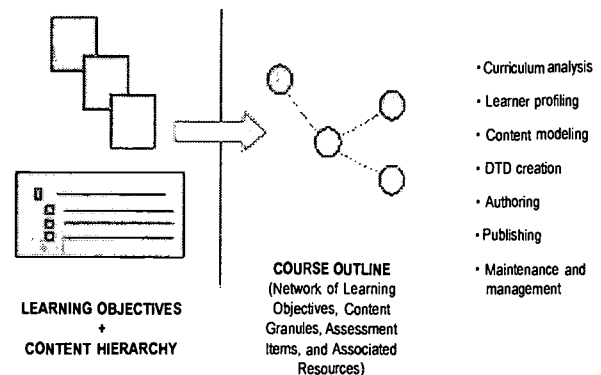 LEARNING OBJECTIVES
+
CONTENT HIERARCHY
COURSE OUTLINE
(Network of Learning
Objectives, Content
Granules, Assessment
Items, and Associated
Resources)
• Curriculum analysis
• Learner profiling
• Content modeling
• DTD creation
• Authoring
• Publishing
• Maintenance and
management